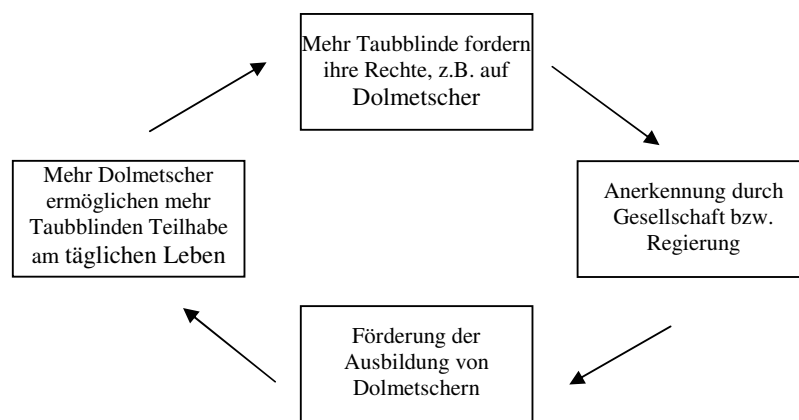 Mehr Taubblinde fordern
ihre Rechte, z.B. auf
Dolmetscher
Mehr Dolmetscher
ermöglichen mehr
Taubblinden Teilhabe
am täglichen Leben
Anerkennung durch
Gesellschaft bzw.
Regierung
Förderung der
Ausbildung von
Dolmetschern